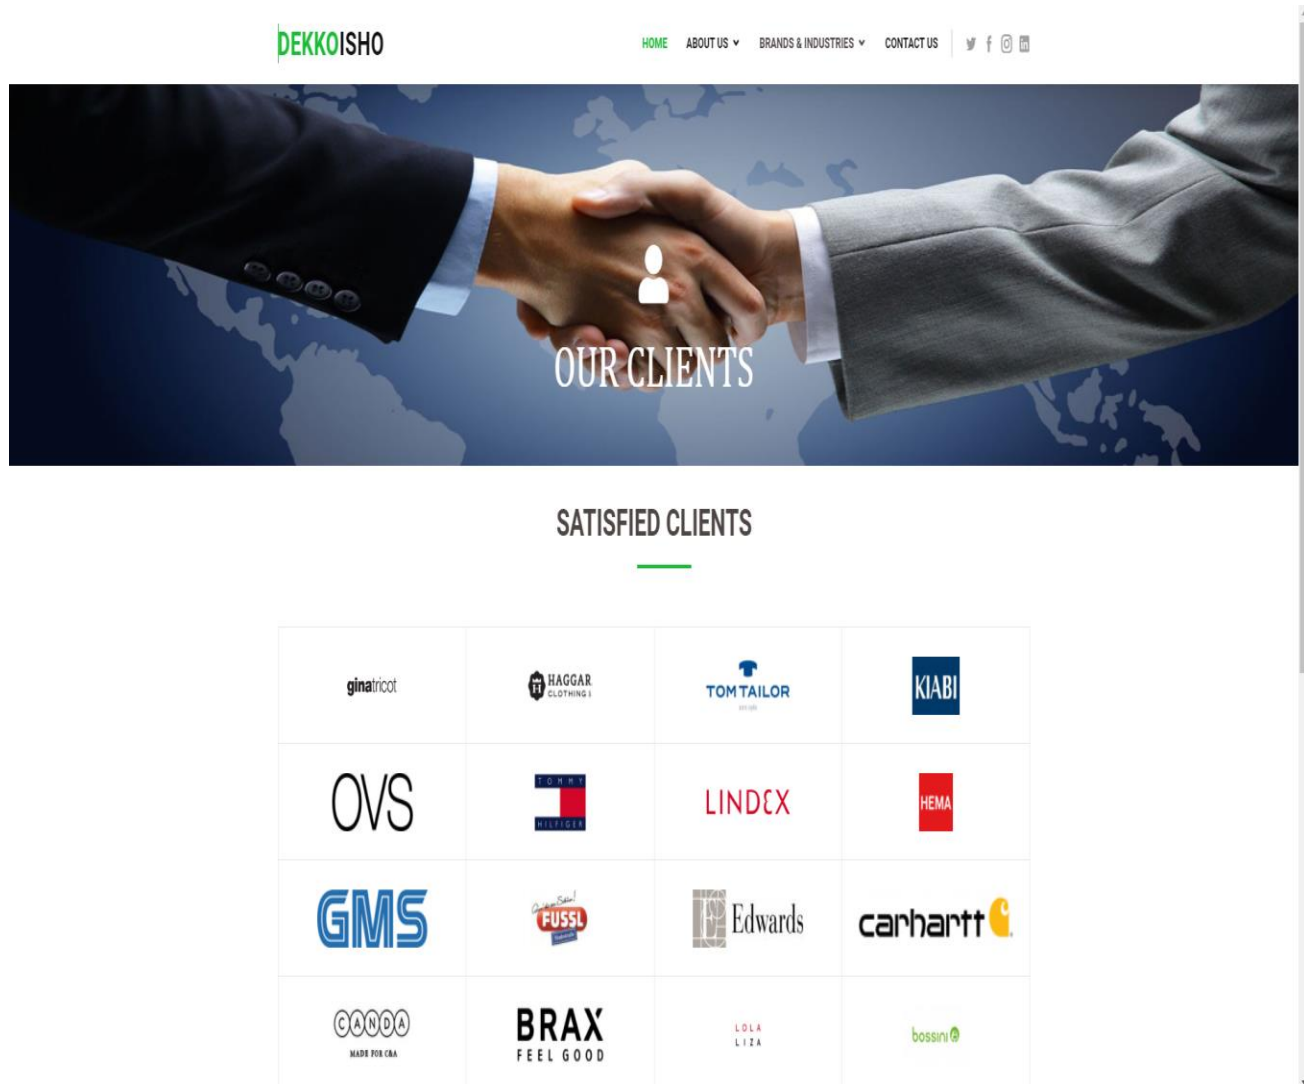 DEKKOISHO
HOME ABOUT US BRANDS & INDUSTRIES CONTACT US
OUR CLIENTS
SATISFIED CLIENTS
ginatricot
HAGGAR
CLOTHING
TOM TAILOR
KIABI
OVS
TOMMY
HILFIGER
LINDEX
HEMA
GMS
FUSSL
E Edwards
carhartt
CANDA
MADE FOR C&A
BRAX
FEEL GOOD
LOLA
LIZA
bossini